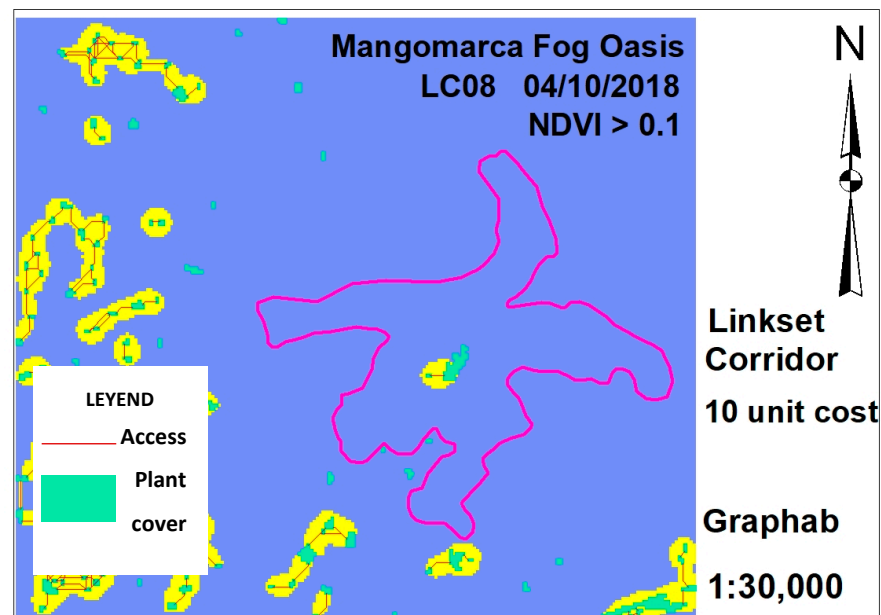 Mangomarca Fog Oasis
LC08 04/10/2018
NDVI > 0.1
N
Linkset
Corridor
10 unit cost
Graphab
1:30,000
LEYEND
Access
Plant
cover